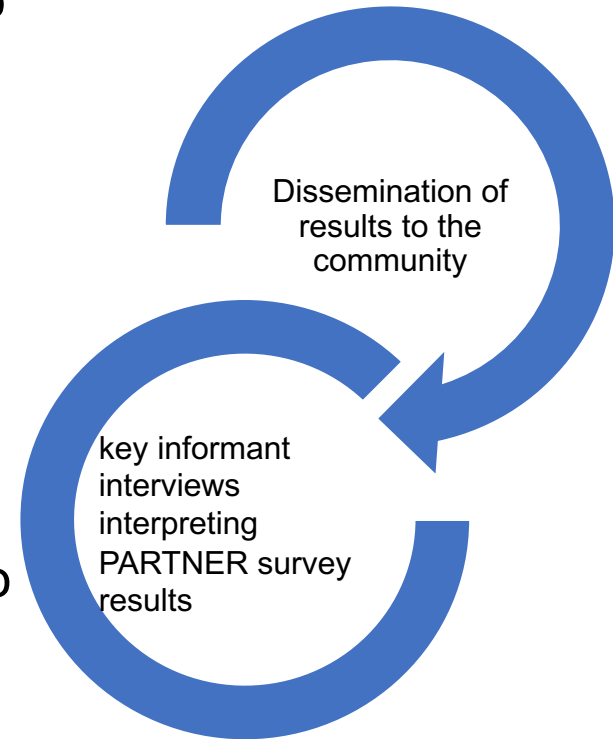 Dissemination of
results to the
community
key informant
interviews
interpreting
PARTNER survey
results